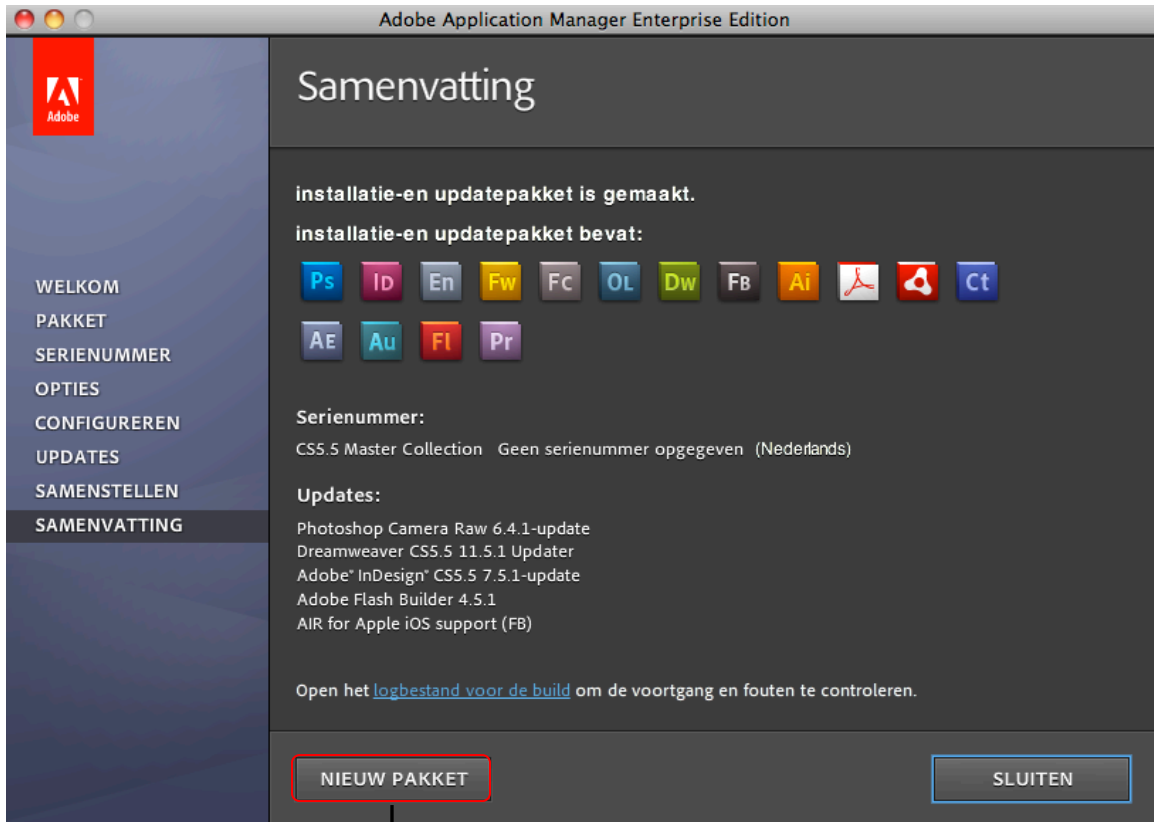 Adobe Application Manager Enterprise Edition
Adobe
Samenvatting
WELKOM
PAKKET
SERIENUMMER
OPTIES
CONFIGUREREN
UPDATES
SAMENSTELLEN
SAMENVATTING
installatie-en updatepakket is gemaakt.
installatie-en updatepakket bevat:
Ps ID En Fw Fc OL Dw FB Ai Ct
AE Au Fl Pr
Serienummer:
CS5.5 Master Collection Geen serienummer opgegeven (Nederlands)
Updates:
Photoshop Camera Raw 6.4.1-update
Dreamweaver CS5.5 11.5.1 Updater
Adobe® InDesign® CS5.5 7.5.1-update
Adobe Flash Builder 4.5.1
AIR for Apple iOS support (FB)
Open het logbestand voor de build om de voortgang en fouten te controleren.
NIEUW PAKKET
SLUITEN